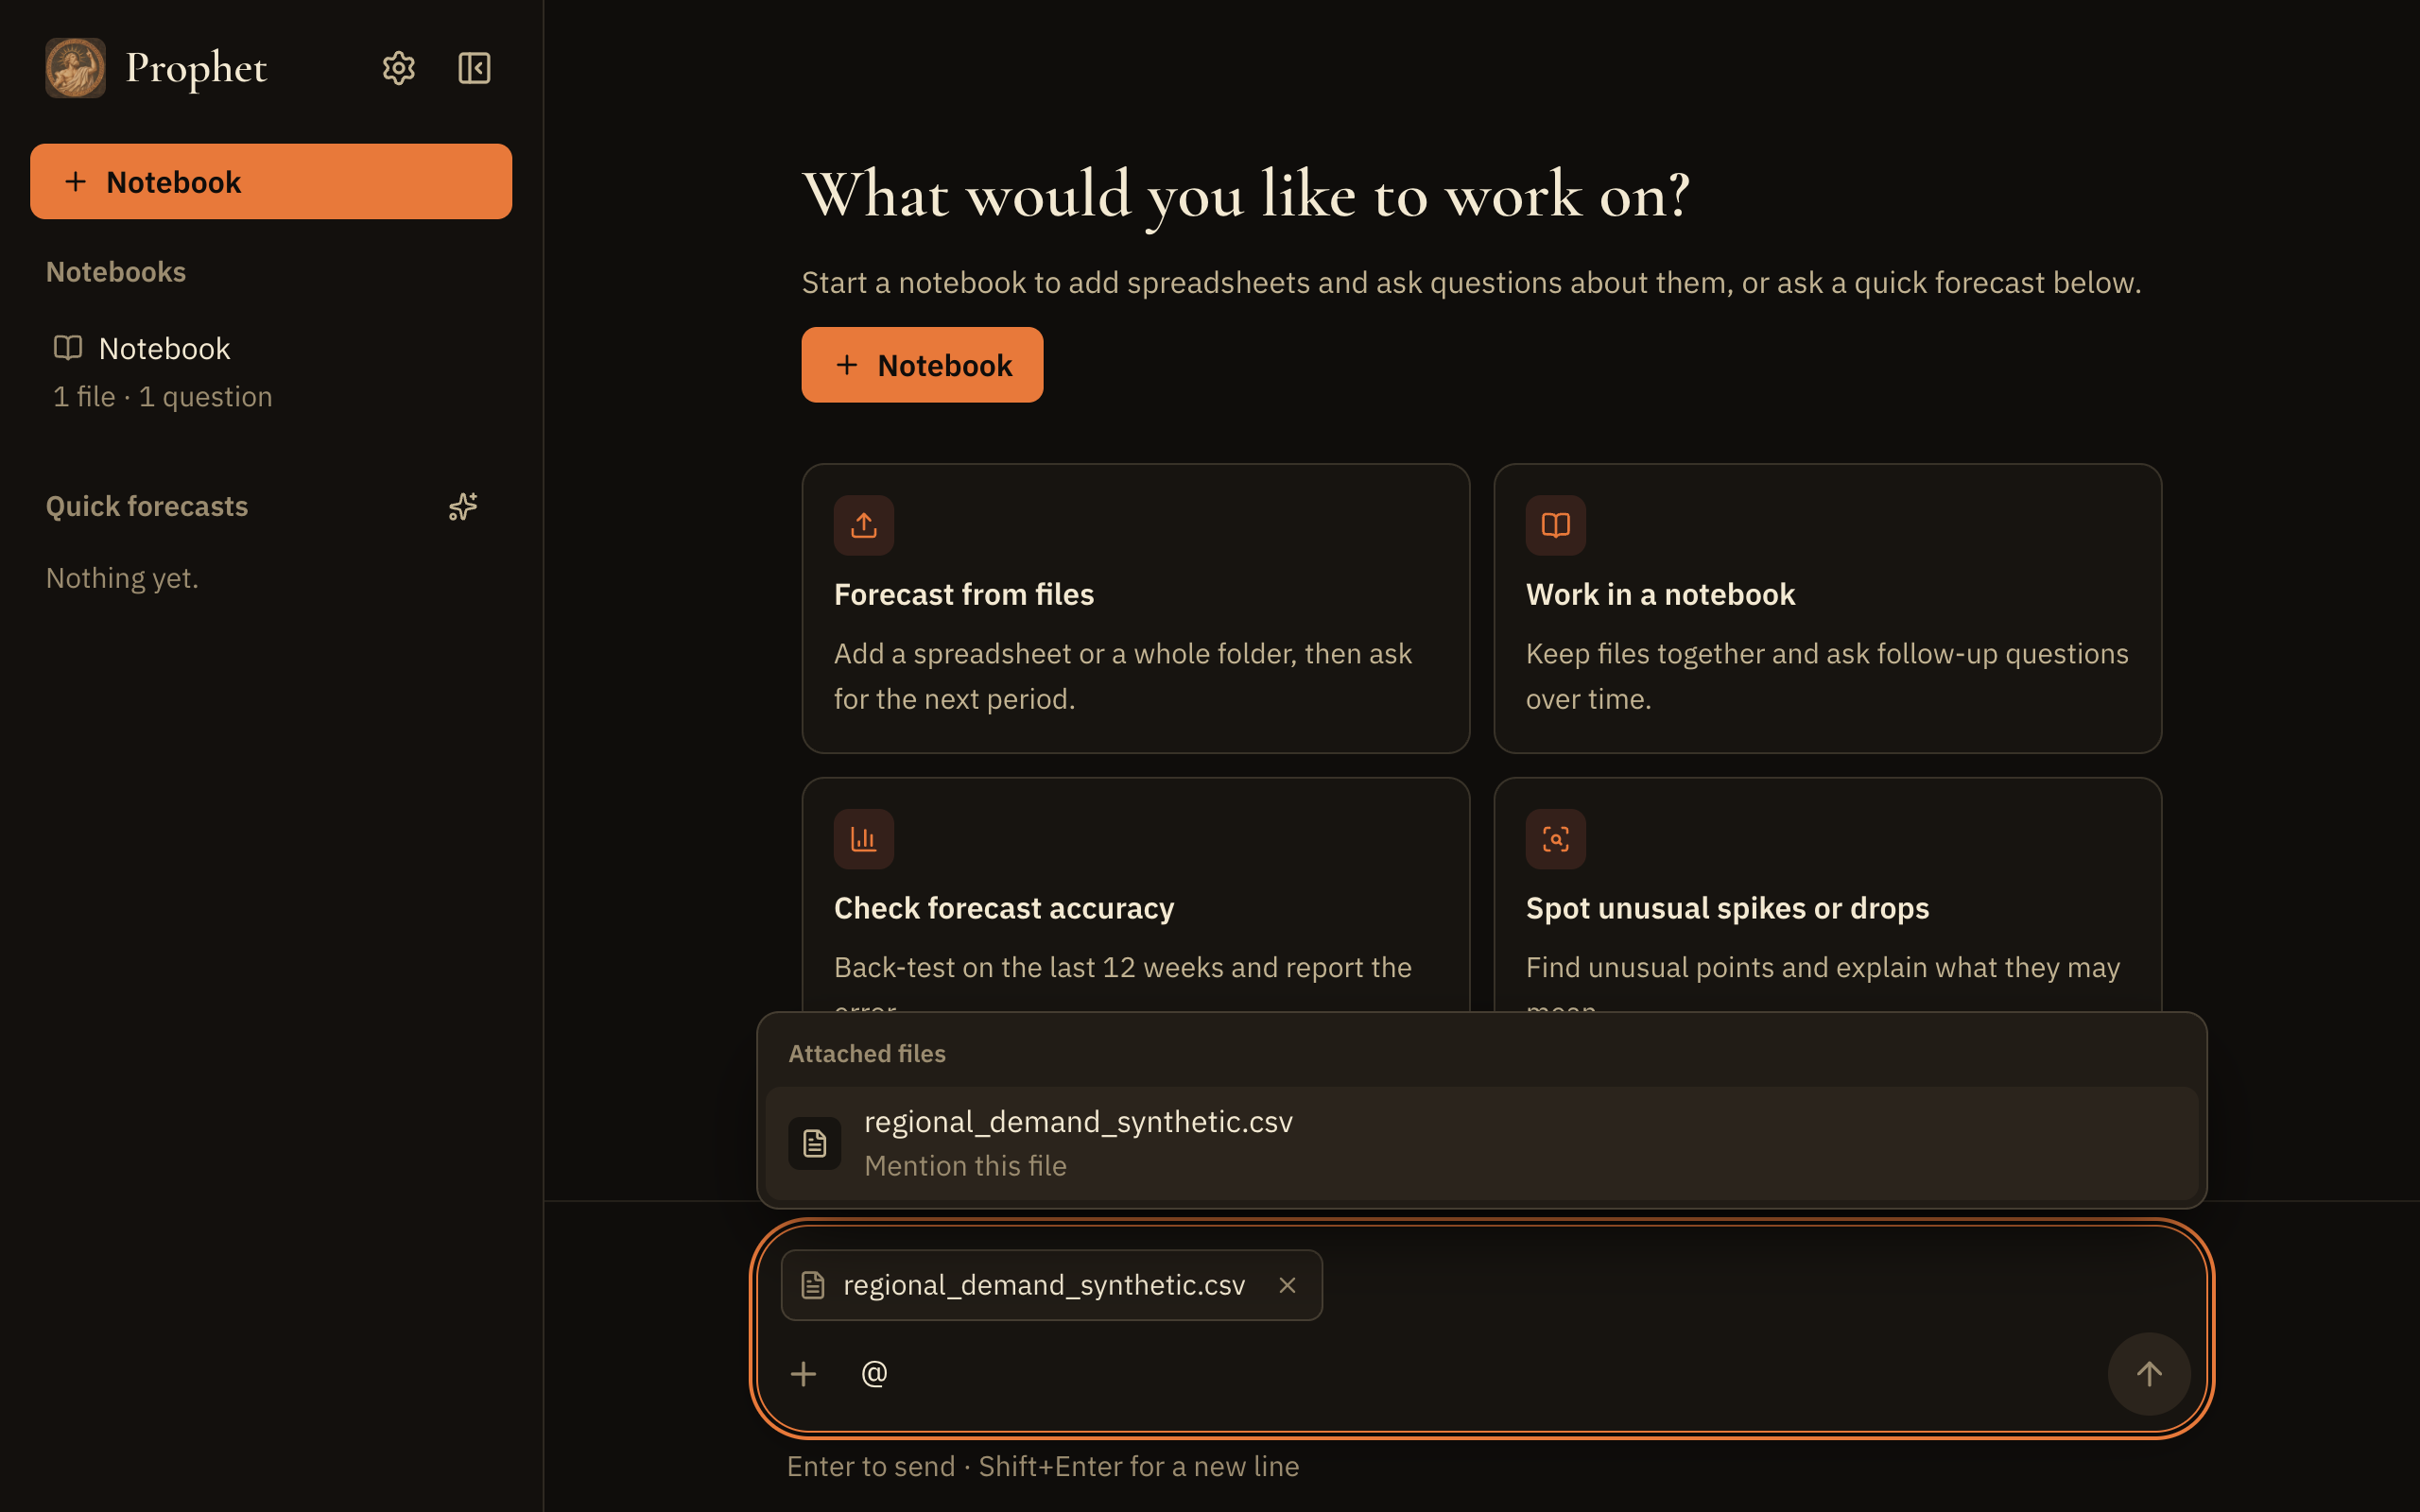 Prophet
+ Notebook
Notebooks
Notebook
1 file · 1 question
Quick forecasts
Nothing yet.
What would you like to work on?
Start a notebook to add spreadsheets and ask questions about them, or ask a quick forecast below.
+ Notebook
Forecast from files
Add a spreadsheet or a whole folder, then ask
for the next period.
Work in a notebook
Keep files together and ask follow-up questions
over time.
Check forecast accuracy
Back-test on the last 12 weeks and report the
error.
Spot unusual spikes or drops
Find unusual points and explain what they may
mean.
Attached files
regional_demand_synthetic.csv
Mention this file
regional_demand_synthetic.csv
@
Enter to send · Shift+Enter for a new line